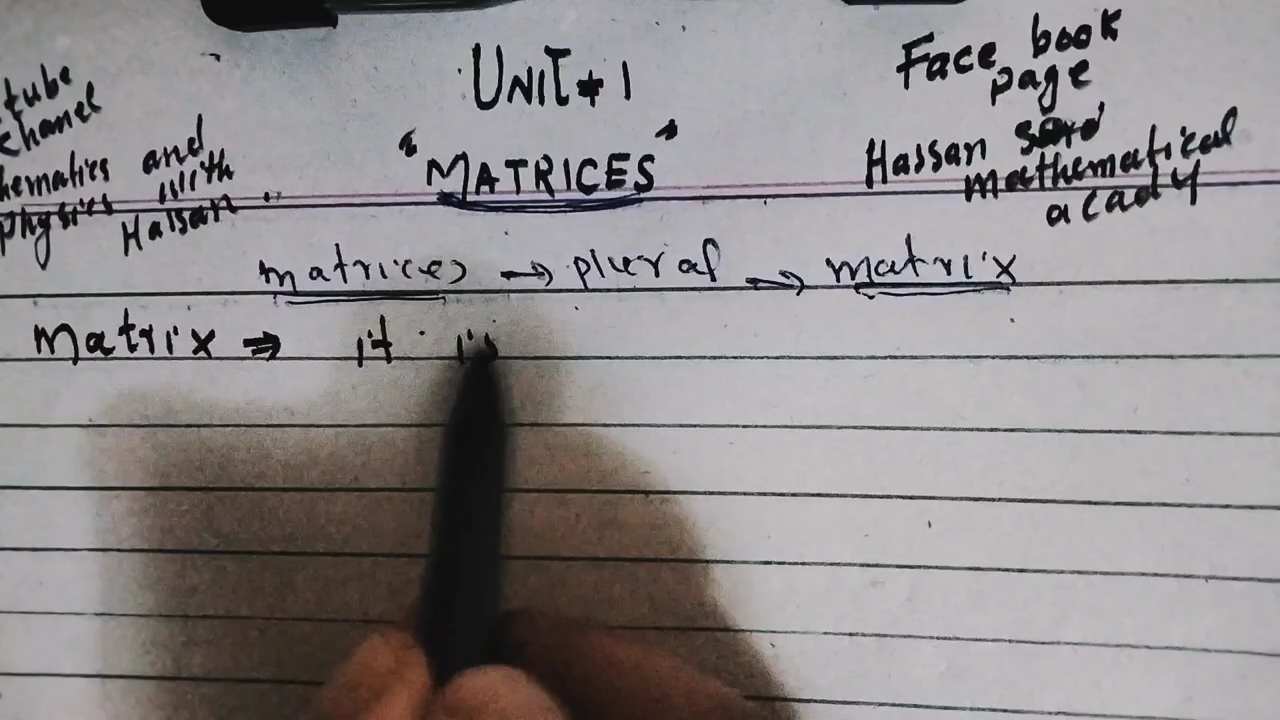 UNIT # 1
"MATRICES"
tube
chanel
hematics and
physics with
Hassan
Face book
page
Hassan
mathematical
acady
matrices → plural → matrix
Matrix ⇒ it is